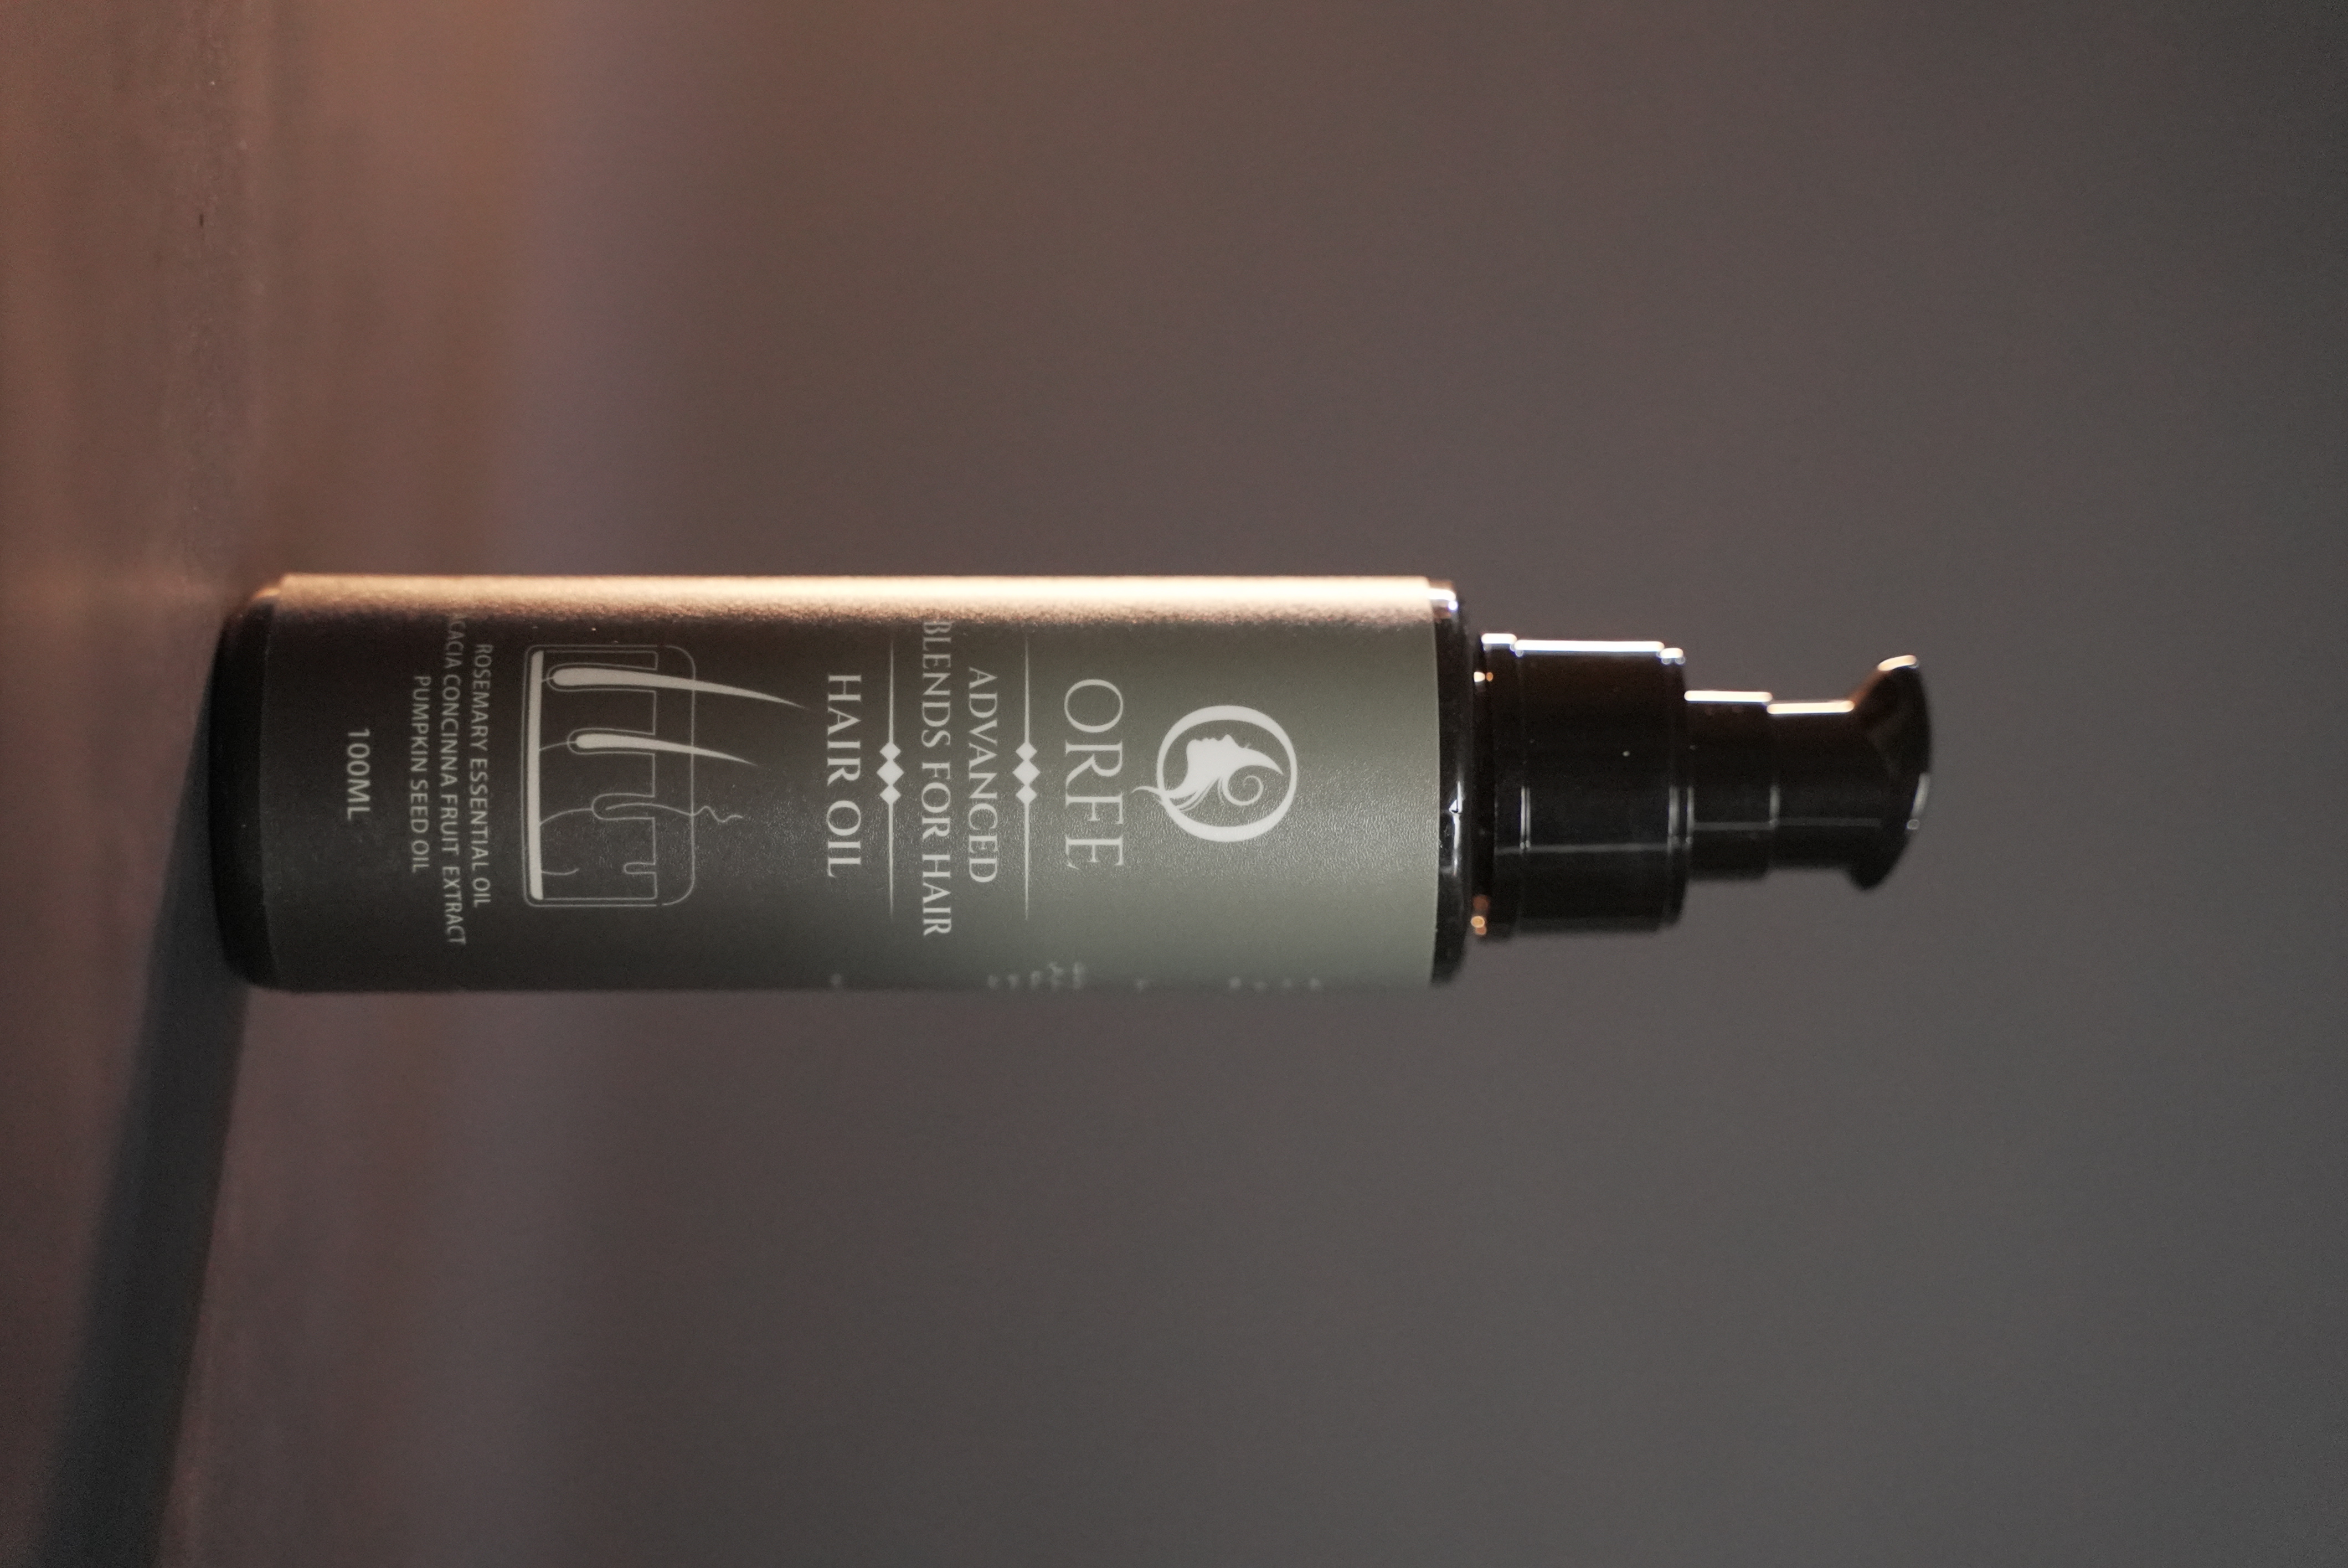 ORFE
ADVANCED
BLENDS FOR HAIR
HAIR OIL
ROSEMARY ESSENTIAL OIL
ACACIA CONCINNA FRUIT EXTRACT
PUMPKIN SEED OIL
100ML